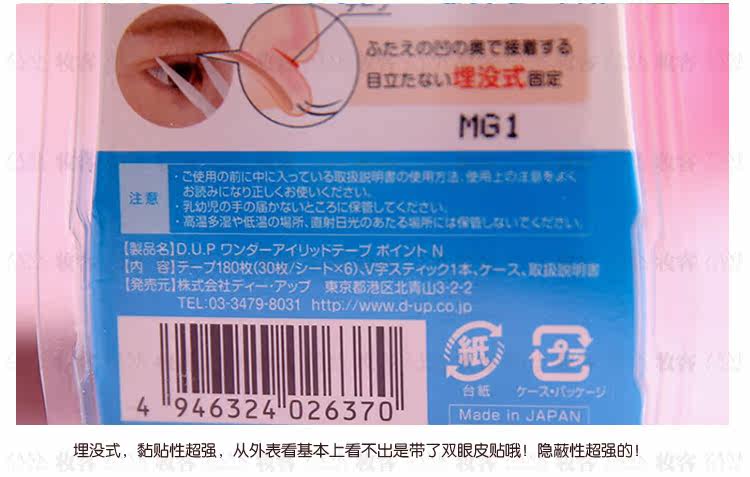 ふたえの凹の奥で接着する
目立たない埋没式固定
MG1
注意
・ご使用の前に中に入っている取扱説明書の使用方法、使用上の注意をよく
お読みになり正しくお使いください。
・乳幼児の手の届かないところに保管してください。
・高温多湿や低温の場所、直射日光のあたる場所には保管しないでください。
【製品名】D.U.P ワンダーアイリッドテープ ポイント N
【内 容】テープ180枚(30枚/シート×6)、V字スティック1本、ケース、取扱説明書
【発売元】株式会社ディー・アップ 東京都港区北青山3-2-2
TEL:03-3479-8031 http://www.d-up.co.jp
4 946324 026370
紙
台紙
プラ
ケース・パッケージ
Made in JAPAN
埋没式，黏贴性超强，从外表看基本上看不出是带了双眼皮贴哦！隐蔽性超强的！